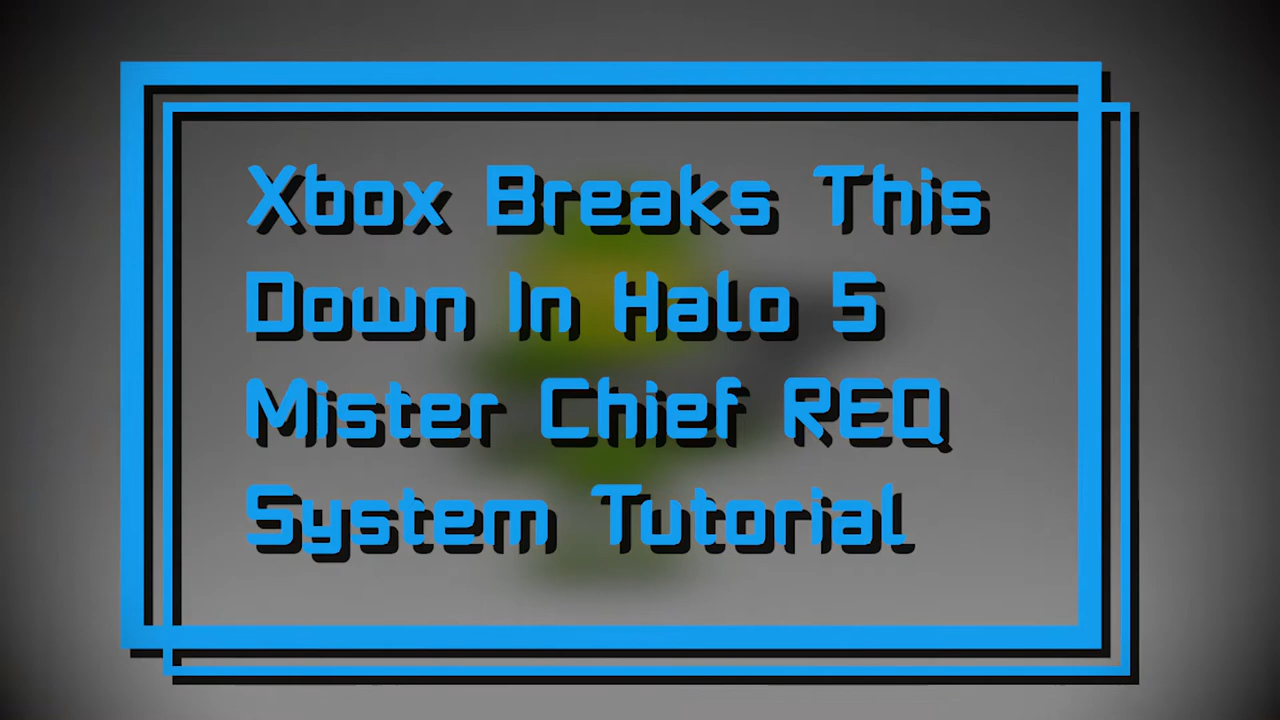 Xbox Breaks This
Down In Halo 5
Mister Chief REQ
System Tutorial